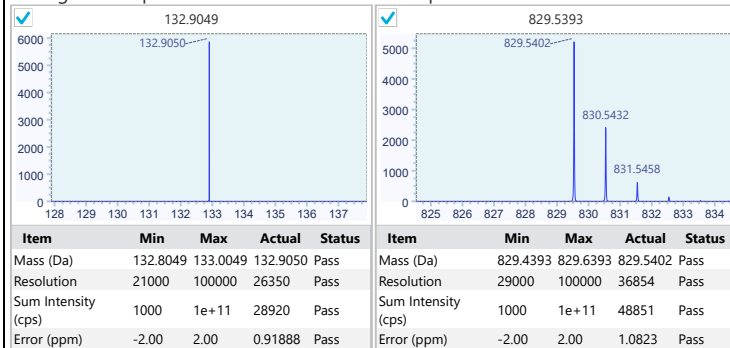 132.9049
132.9050
6000
5000
4000
3000
2000
1000
0
128 129 130 131 132 133 134 135 136 137
Item Min Max Actual Status
Mass (Da) 132.8049 133.0049 132.9050 Pass
Resolution 21000 100000 26350 Pass
Sum Intensity
(cps) 1000 1e+11 28920 Pass
Error (ppm) -2.00 2.00 0.91888 Pass
829.5393
829.5402
830.5432
831.5458
5000
4000
3000
2000
1000
0
825 826 827 828 829 830 831 832 833 834
Item Min Max Actual Status
Mass (Da) 829.4393 829.6393 829.5402 Pass
Resolution 29000 100000 36854 Pass
Sum Intensity
(cps) 1000 1e+11 48851 Pass
Error (ppm) -2.00 2.00 1.0823 Pass